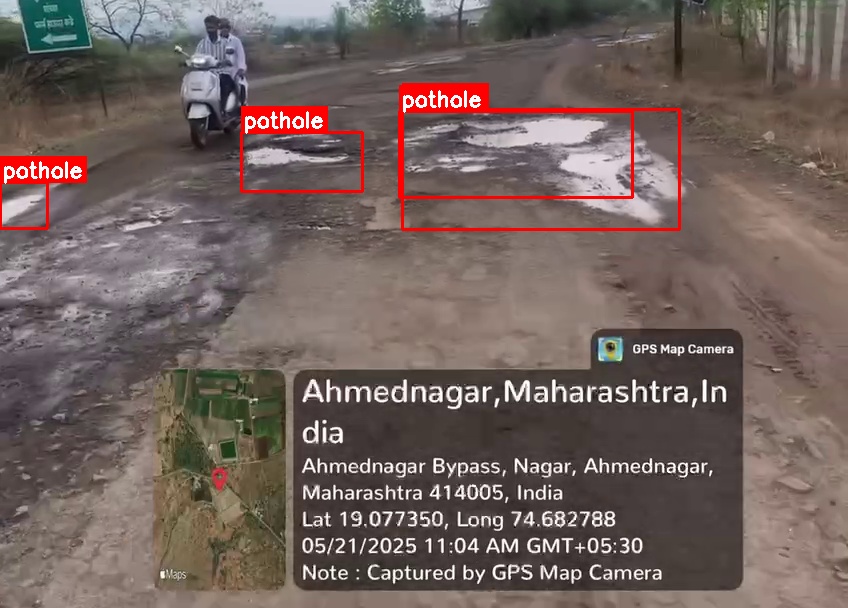 pothole
pothole
pothole
pothole
GPS Map Camera
Ahmednagar,Maharashtra,In
dia
Ahmednagar Bypass, Nagar, Ahmednagar,
Maharashtra 414005, India
Lat 19.077350, Long 74.682788
05/21/2025 11:04 AM GMT+05:30
Note : Captured by GPS Map Camera
Maps